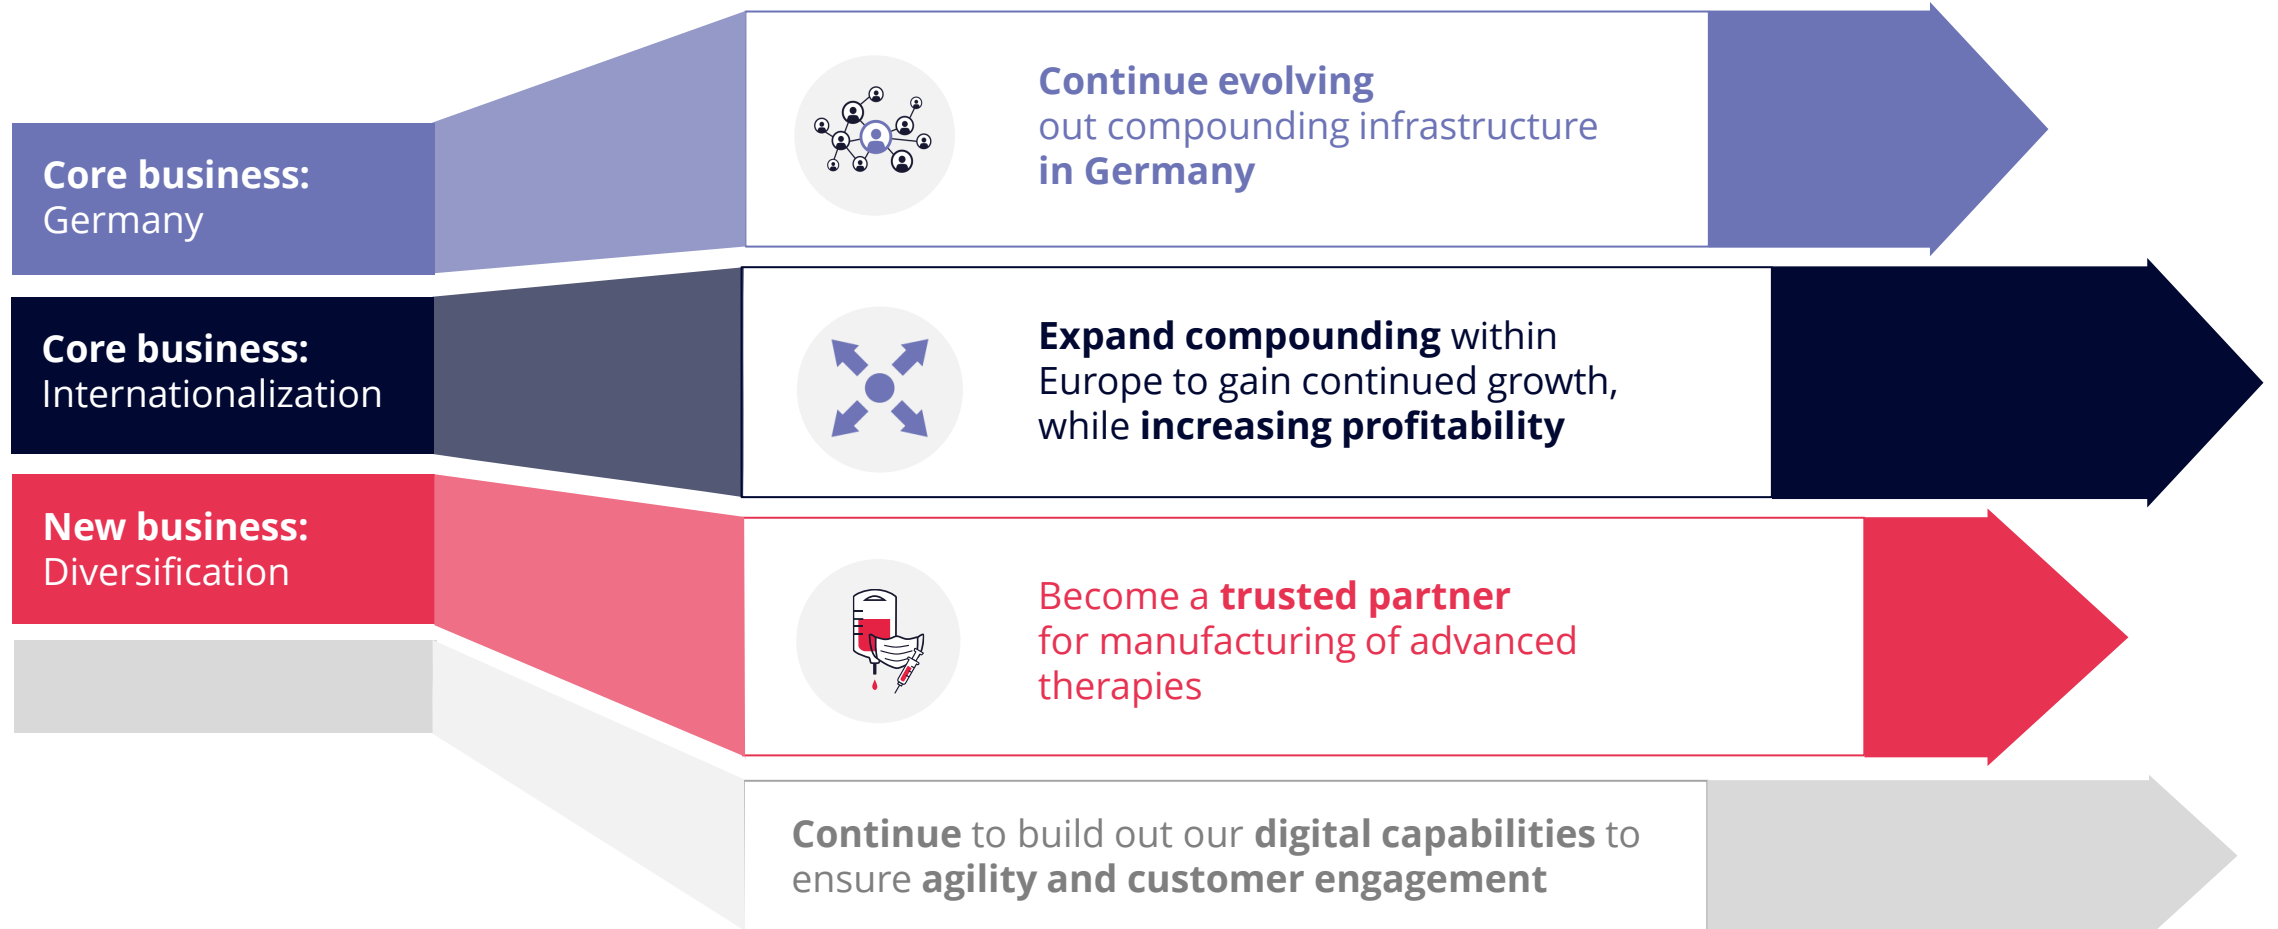 Core business:
Germany
Continue evolving
out compounding infrastructure
in Germany
Core business:
Internationalization
Expand compounding within
Europe to gain continued growth,
while increasing profitability
New business:
Diversification
Become a trusted partner
for manufacturing of advanced
therapies
Continue to build out our digital capabilities to
ensure agility and customer engagement